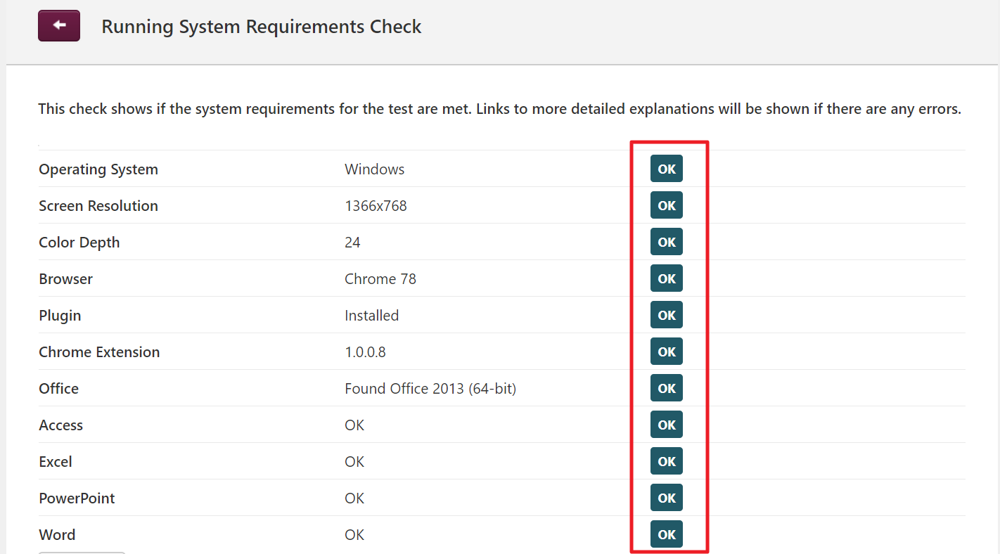 Running System Requirements Check
This check shows if the system requirements for the test are met. Links to more detailed explanations will be shown if there are any errors.
Operating System Windows OK
Screen Resolution 1366x768 OK
Color Depth 24 OK
Browser Chrome 78 OK
Plugin Installed OK
Chrome Extension 1.0.0.8 OK
Office Found Office 2013 (64-bit) OK
Access OK OK
Excel OK OK
PowerPoint OK OK
Word OK OK